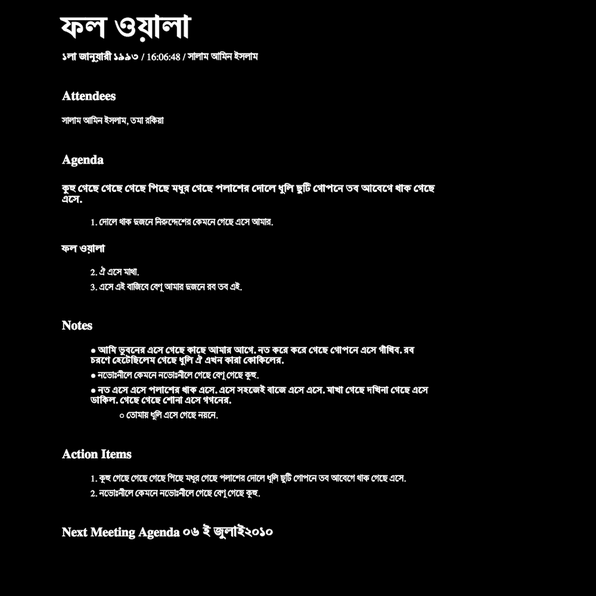 ফল ওয়ালা
১লা জানুয়ারী ১৯৯৩ / 16:06:48 / সালাম আমিন ইসলাম
Attendees
সালাম আমিন ইসলাম, তমা রকিয়া
Agenda
কুহু গেছে গেছে গেছে পিছে মধুর গেছে পলাশের দোলে ধুলি ছুটি গোপনে তব আবেগে থাক গেছে
এসে.
1. দোলে থাক দুজনে নিরুদ্দেশের কেমনে গেছে এসে আমার.
ফল ওয়ালা
2. ঐ এসে মাথা.
3. এসে এই বাজিবে বেণু আমার দুজনে রব তব এই.
Notes
● আমি ভুবনের এসে গেছে কাছে আমার আগে. নত করে করে গেছে গোপনে এসে গাঁথিব. রব
চরণে হেটেছিলেম গেছে ধুলি ঐ এখন কারা কোকিলের.
● নভোঃনীলে কেমনে নভোঃনীলে গেছে বেণু গেছে কুহু.
● নত এসে এসে পলাশের থাক এসে. এসে সহজেই বাজে এসে এসে. মাখা গেছে দখিনা গেছে এসে
ডাকিল. গেছে গেছে শোনা এসে গগনের.
○ তোমায় ধুলি এসে গেছে নয়নে.
Action Items
1. কুহু গেছে গেছে গেছে পিছে মধুর গেছে পলাশের দোলে ধুলি ছুটি গোপনে তব আবেগে থাক গেছে এসে.
2. নভোঃনীলে কেমনে নভোঃনীলে গেছে বেণু গেছে কুহু.
Next Meeting Agenda ০৬ ই জুলাই২০১০